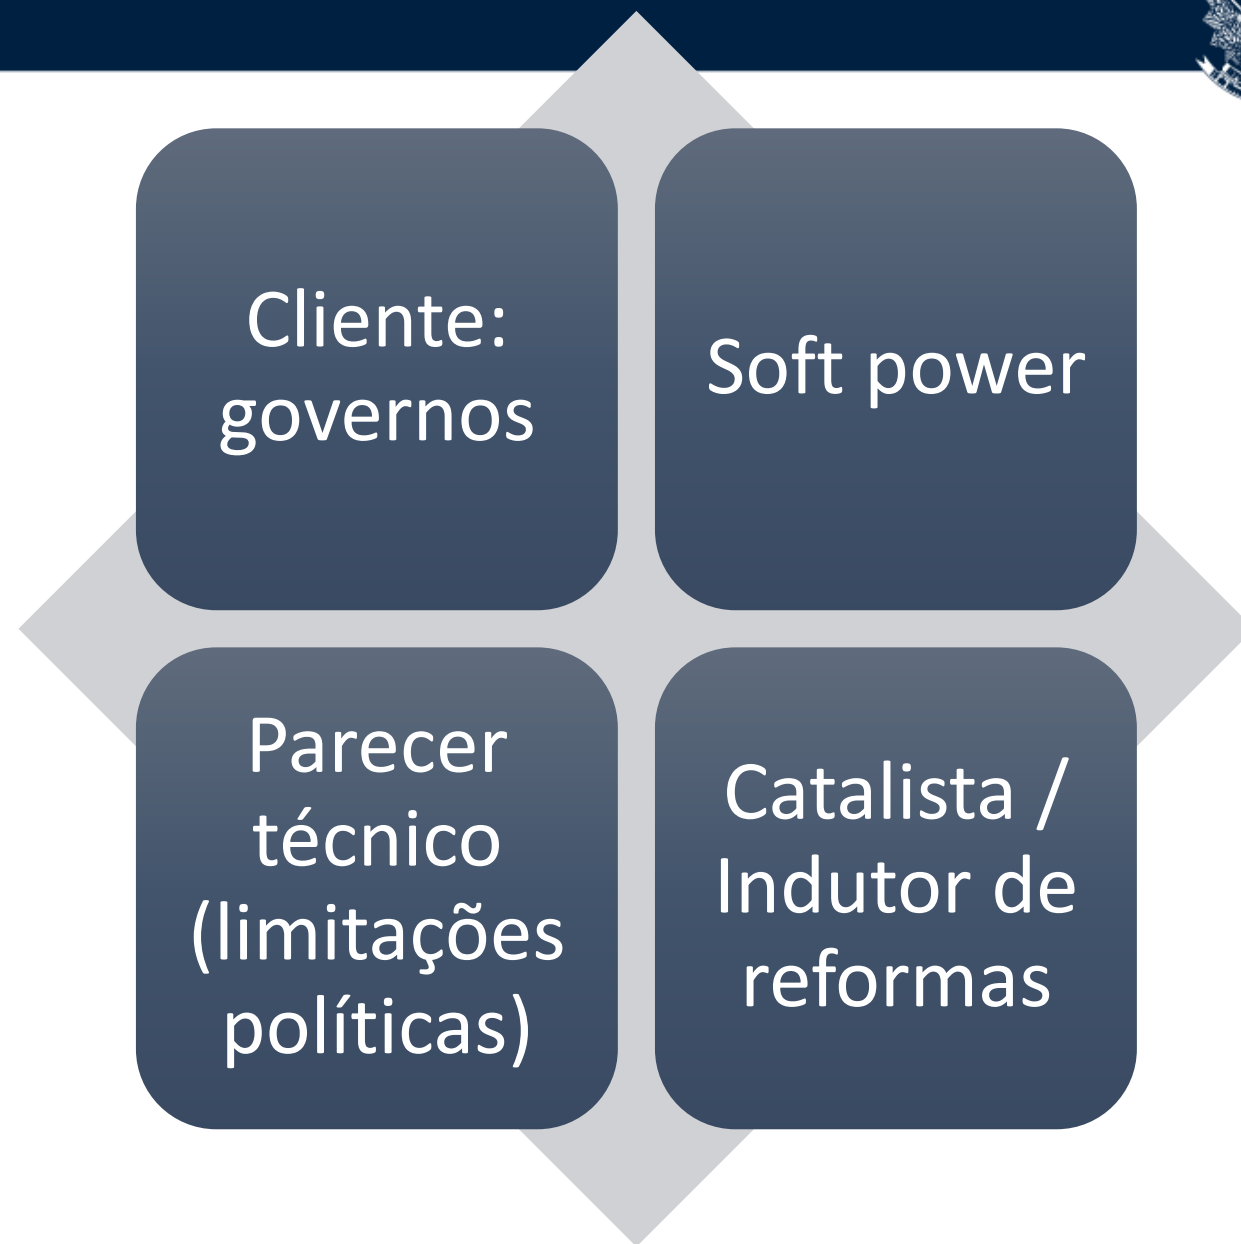 Cliente:
governos
Soft power
Parecer
técnico
(limitações
políticas)
Catalista /
Indutor de
reformas